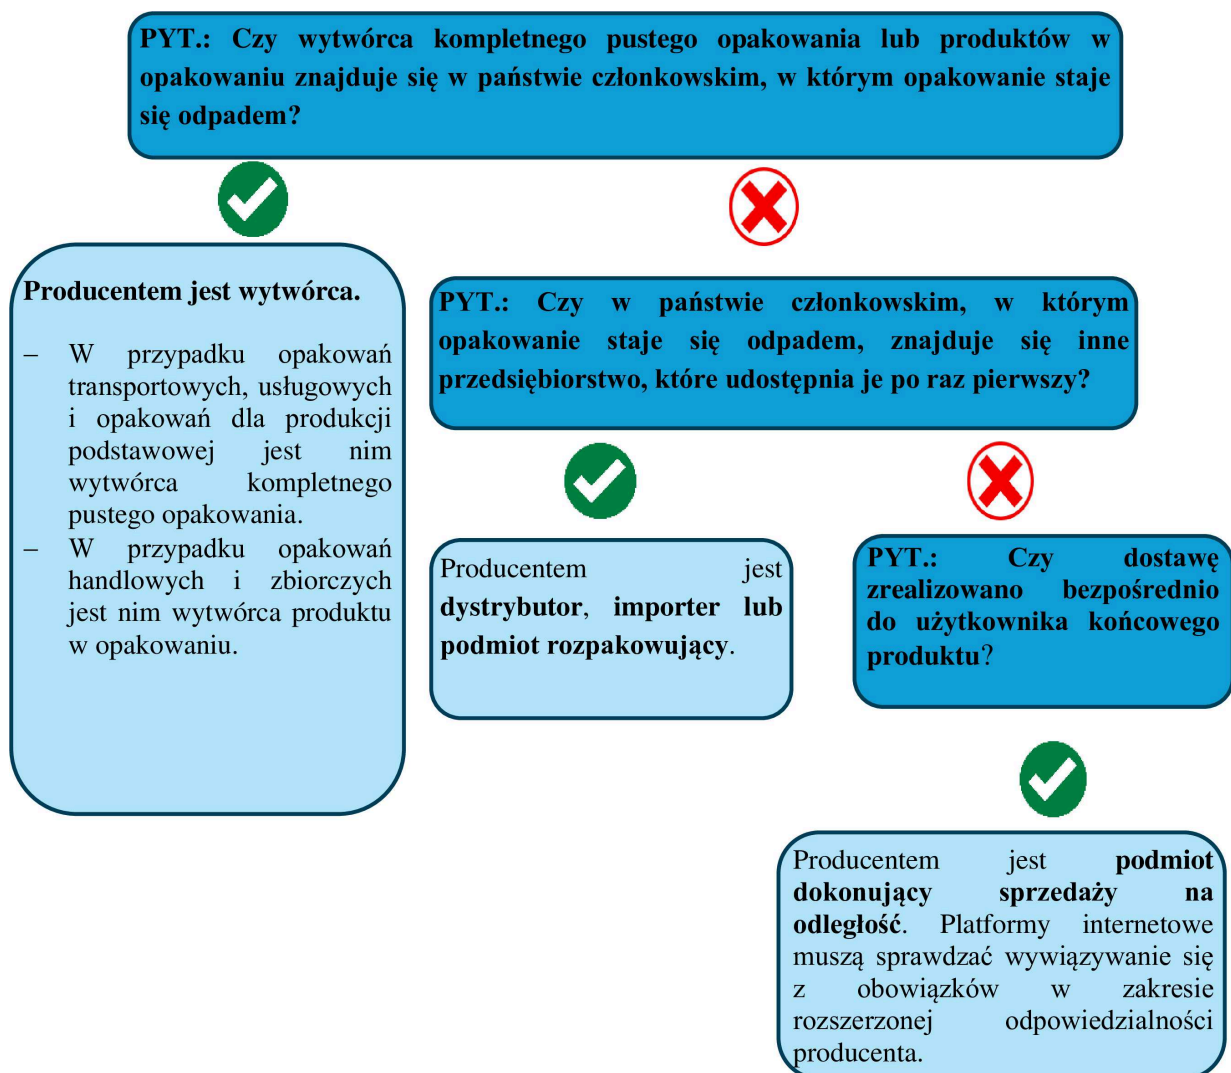 PYT.: Czy wytwórca kompletnego pustego opakowania lub produktów w
opakowaniu znajduje się w państwie członkowskim, w którym opakowanie staje
się odpadem?
Producentem jest wytwórca.
– W przypadku opakowań
transportowych, usługowych
i opakowań dla produkcji
podstawowej jest nim
wytwórca kompletnego
pustego opakowania.
– W przypadku opakowań
handlowych i zbiorczych
jest nim wytwórca produktu
w opakowaniu.
PYT.: Czy w państwie członkowskim, w którym
opakowanie staje się odpadem, znajduje się inne
przedsiębiorstwo, które udostępnia je po raz pierwszy?
Producentem jest
dystrybutor, importer lub
podmiot rozpakowujący.
PYT.: Czy dostawę
zrealizowano bezpośrednio
do użytkownika końcowego
produktu?
Producentem jest podmiot
dokonujący sprzedaży na
odległość. Platformy internetowe
muszą sprawdzać wywiązywanie się
z obowiązków w zakresie
rozszerzonej odpowiedzialności
producenta.